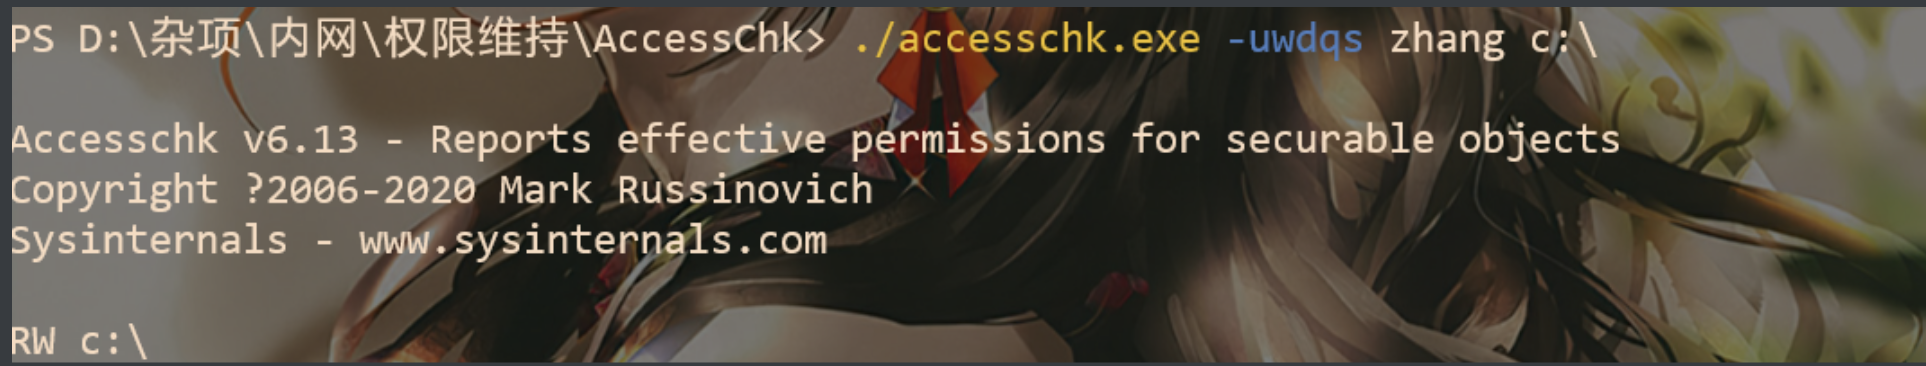 PS D:\杂项\内网\权限维持\AccessChk> ./accesschk.exe -uwdqs zhang c:\
Accesschk v6.13 - Reports effective permissions for securable objects
Copyright ?2006-2020 Mark Russinovich
Sysinternals - www.sysinternals.com
RW c:\